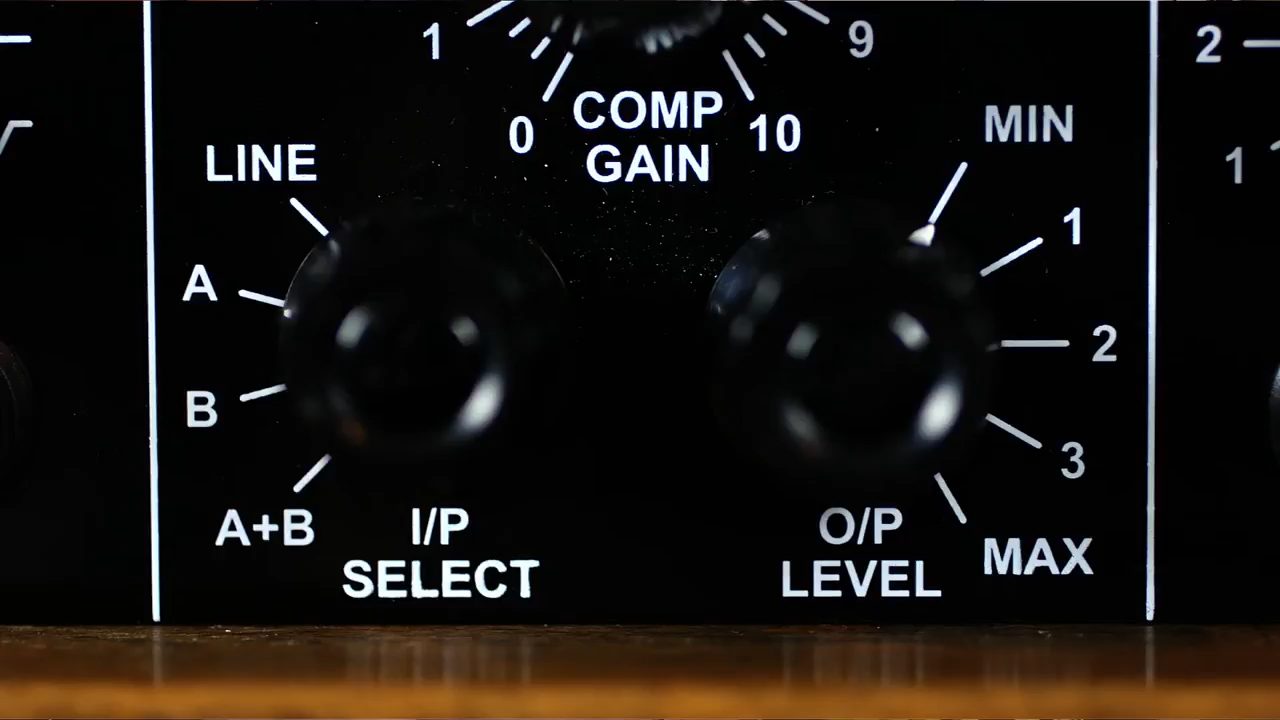 1
9
2
0
COMP
GAIN
10
MIN
LINE
1
1
A
2
B
3
A+B
I/P
SELECT
O/P
LEVEL
MAX